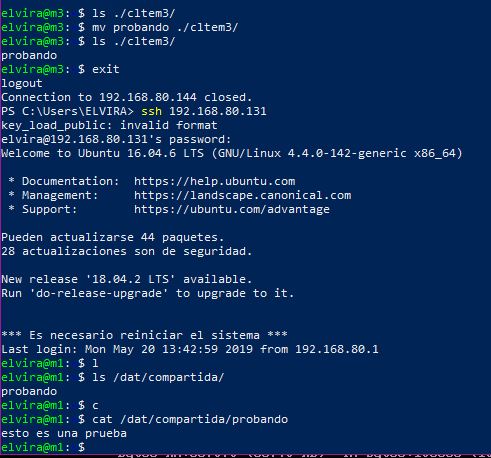 elvira@m3: $ ls ./cltem3/
elvira@m3: $ mv probando ./cltem3/
elvira@m3: $ ls ./cltem3/
probando
elvira@m3: $ exit
logout
Connection to 192.168.80.144 closed.
PS C:\Users\ELVIRA> ssh 192.168.80.131
key_load_public: invalid format
elvira@192.168.80.131's password:
Welcome to Ubuntu 16.04.6 LTS (GNU/Linux 4.4.0-142-generic x86_64)
* Documentation:  https://help.ubuntu.com
* Management:     https://landscape.canonical.com
* Support:        https://ubuntu.com/advantage
Pueden actualizarse 44 paquetes.
28 actualizaciones son de seguridad.
New release '18.04.2 LTS' available.
Run 'do-release-upgrade' to upgrade to it.
*** Es necesario reiniciar el sistema ***
Last login: Mon May 20 13:42:59 2019 from 192.168.80.1
elvira@m1: $ l
elvira@m1: $ ls /dat/compartida/
probando
elvira@m1: $ c
elvira@m1: $ cat /dat/compartida/probando
esto es una prueba
elvira@m1: $